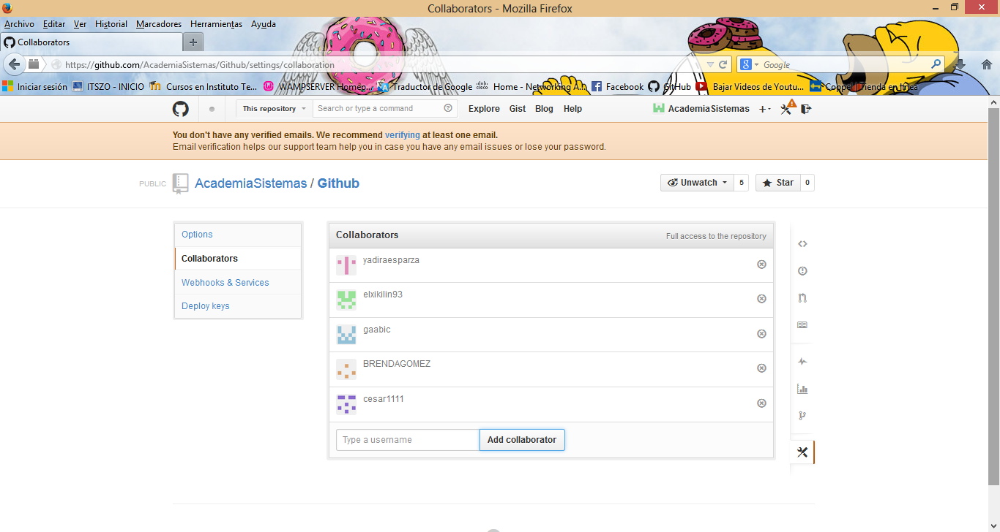 Collaborators - Mozilla Firefox
Archivo Editar Ver Historial Marcadores Herramientas Ayuda
Collaborators
https://github.com/AcademiaSistemas/Github/settings/collaboration
Google
Iniciar sesión ITSZO - INICIO Cursos en Instituto Te... WAMPSERVER Homep... Traductor de Google Home - Networking A... Facebook GitHub Bajar Videos de Youtu... Coppel | Tienda en línea
This repository Search or type a command Explore Gist Blog Help AcademiaSistemas
You don't have any verified emails. We recommend verifying at least one email.
Email verification helps our support team help you in case you have any email issues or lose your password.
PUBLIC AcademiaSistemas / Github Unwatch 5 Star 0
Options
Collaborators
Webhooks & Services
Deploy keys
Collaborators Full access to the repository
yadiraesparza
elxikilin93
gaabic
BRENDAGOMEZ
cesar1111
Type a username Add collaborator